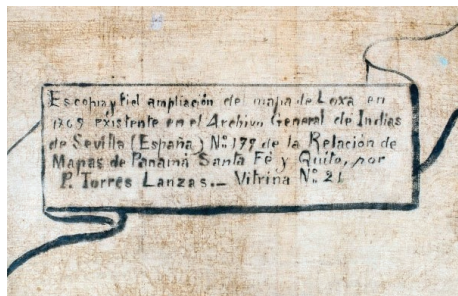 Es copia y fiel ampliación del mapa de Loxa en
1769 existente en el Archivo General de Indias
de Sevilla (España) Nº 179 de la Relación de
Mapas de Panamá Santa Fé y Quito, por
P. Torres Lanzas._ Vitrina Nº 21